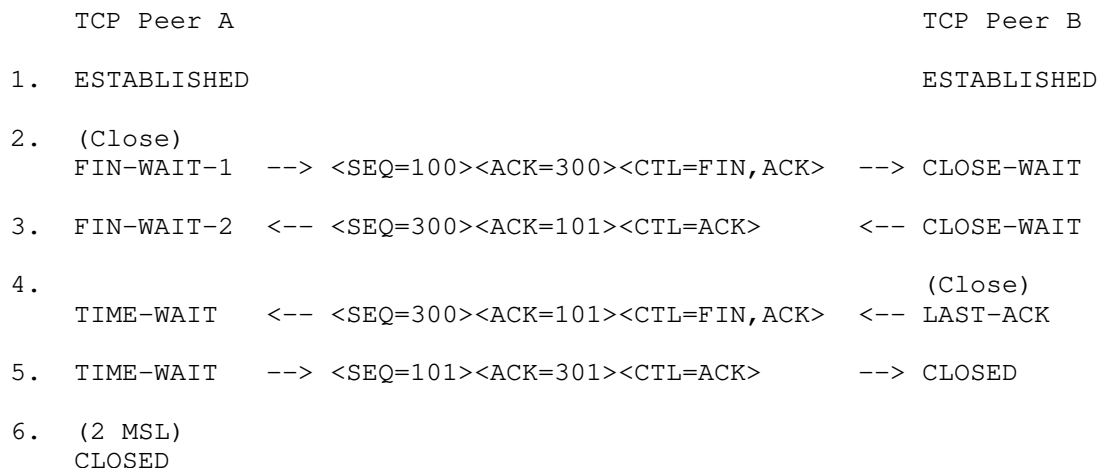 TCP Peer A                                           TCP Peer B
1.  ESTABLISHED                                          ESTABLISHED
2.  (Close)
    FIN-WAIT-1  --> <SEQ=100><ACK=300><CTL=FIN,ACK>  --> CLOSE-WAIT
3.  FIN-WAIT-2  <-- <SEQ=300><ACK=101><CTL=ACK>      <-- CLOSE-WAIT
4.                                                       (Close)
    TIME-WAIT   <-- <SEQ=300><ACK=101><CTL=FIN,ACK>  <-- LAST-ACK
5.  TIME-WAIT   --> <SEQ=101><ACK=301><CTL=ACK>      --> CLOSED
6.  (2 MSL)
    CLOSED